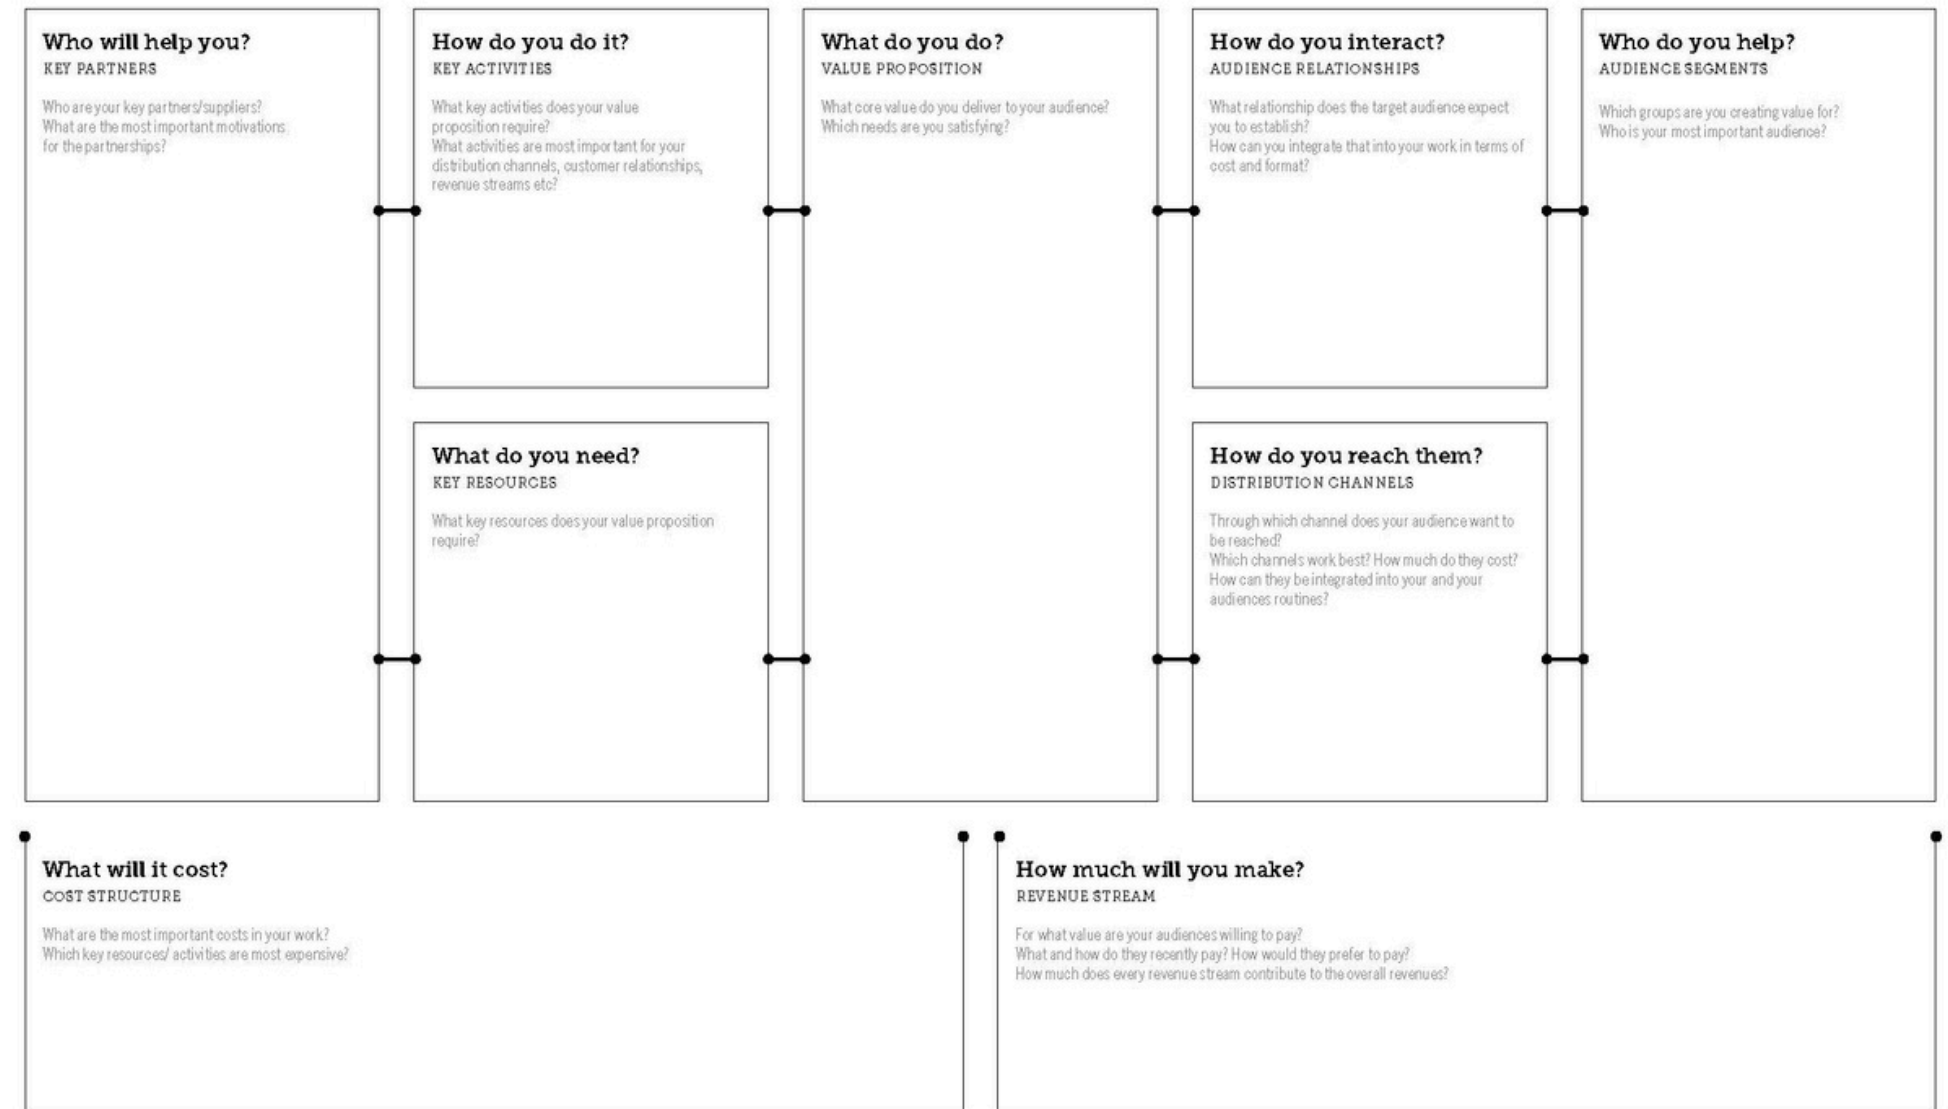 Who will help you?
KEY PARTNERS
Who are your key partners/suppliers?
What are the most important motivations
for the partnerships?
How do you do it?
KEY ACTIVITIES
What key activities does your value
proposition require?
What activities are most important for your
distribution channels, customer relationships,
revenue streams etc?
What do you need?
KEY RESOURCES
What key resources does your value proposition
require?
What do you do?
VALUE PROPOSITION
What core value do you deliver to your audience?
Which needs are you satisfying?
How do you interact?
AUDIENCE RELATIONSHIPS
What relationship does the target audience expect
you to establish?
How can you integrate that into your work in terms of
cost and format?
How do you reach them?
DISTRIBUTION CHANNELS
Through which channel does your audience want to
be reached?
Which channels work best? How much do they cost?
How can they be integrated into your and your
audiences routines?
Who do you help?
AUDIENCE SEGMENTS
Which groups are you creating value for?
Who is your most important audience?
What will it cost?
COST STRUCTURE
What are the most important costs in your work?
Which key resources/ activities are most expensive?
How much will you make?
REVENUE STREAM
For what value are your audiences willing to pay?
What and how do they recently pay? How would they prefer to pay?
How much does every revenue stream contribute to the overall revenues?